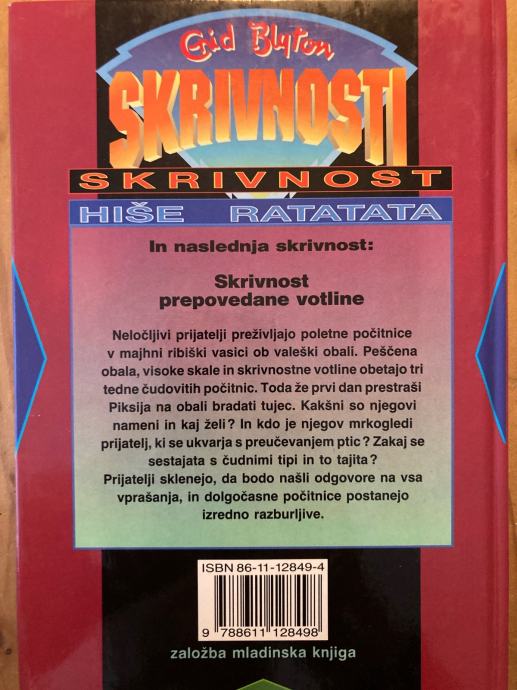 Enid Blyton
SKRIVNOSTI
SKRIVNOST
HIŠE RATATATA
In naslednja skrivnost:
Skrivnost
prepovedane votline
Neločljivi prijatelji preživljajo poletne počitnice
v majhni ribiški vasici ob valeški obali. Peščena
obala, visoke skale in skrivnostne votline obetajo tri
tedne čudovitih počitnic. Toda že prvi dan prestraši
Piksija na obali bradati tujec. Kakšni so njegovi
nameni in kaj želi? In kdo je njegov mrkogledi
prijatelj, ki se ukvarja s preučevanjem ptic? Zakaj se
sestajata s čudnimi tipi in to tajita?
Prijatelji sklenejo, da bodo našli odgovore na vsa
vprašanja, in dolgočasne počitnice postanejo
izredno razburljive.
ISBN 86-11-12849-4
9 788611 128498
založba mladinska knjiga